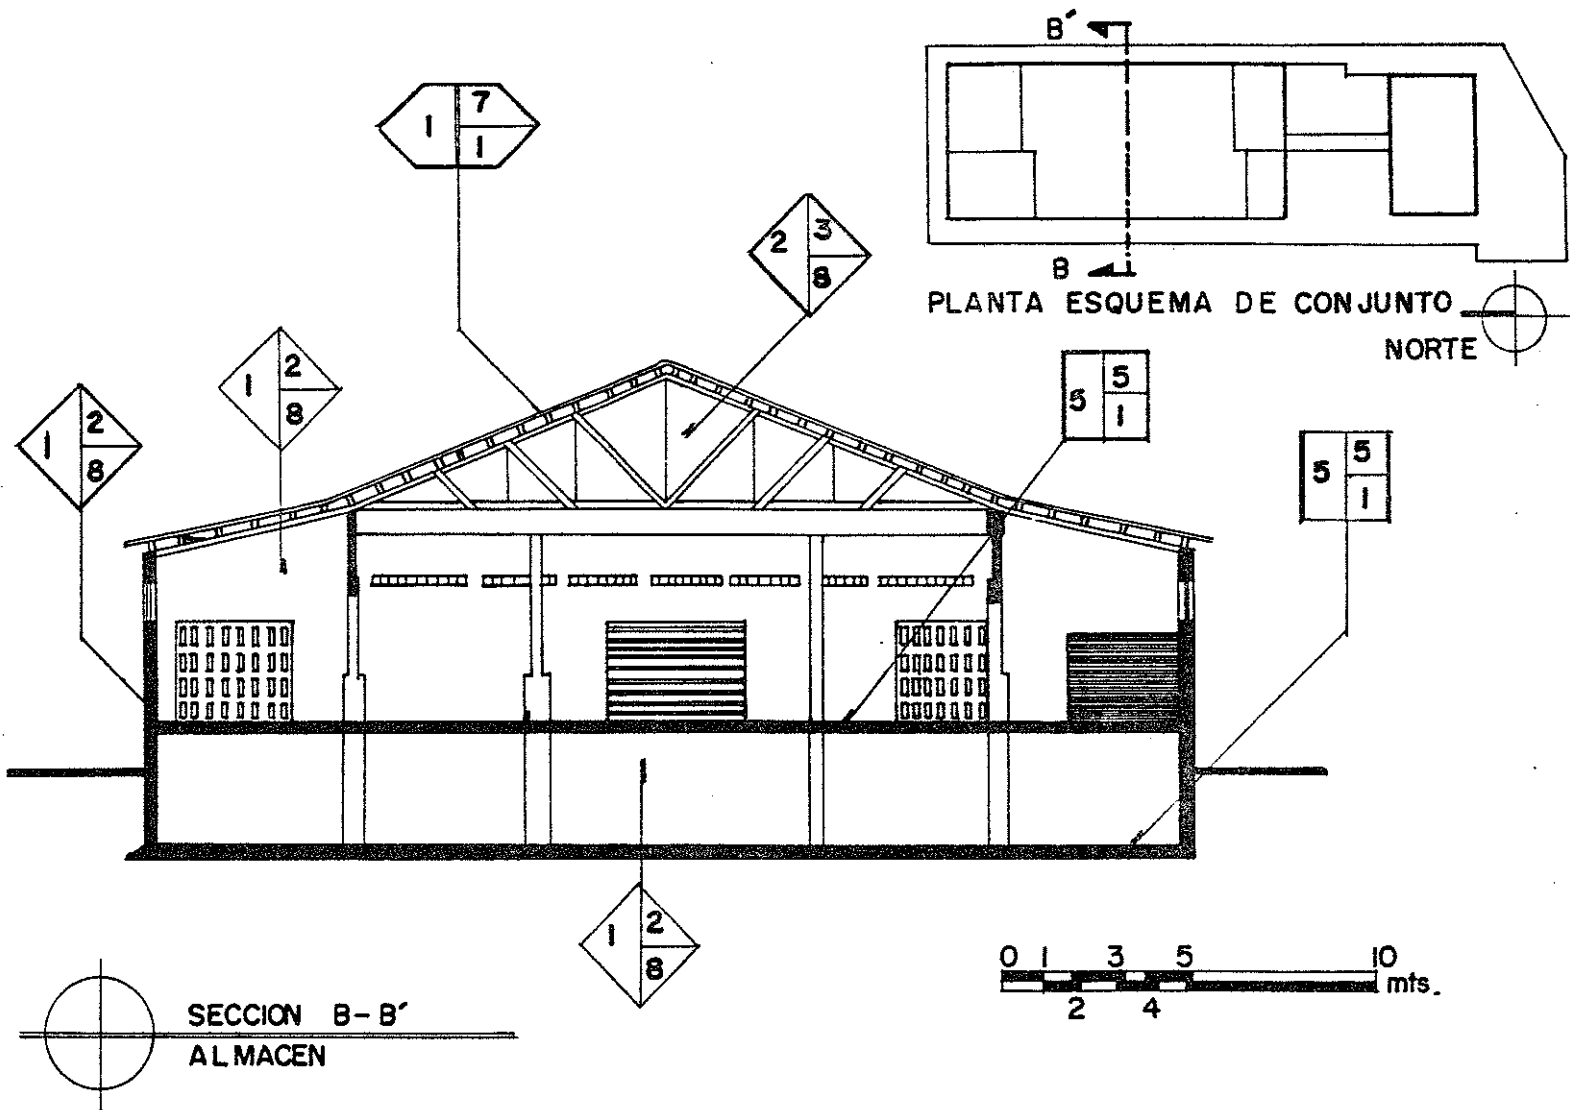 B´
B
PLANTA ESQUEMA DE CONJUNTO
NORTE
1 7 1
2 3 8
1 2 8
1 2 8
5 5 1
5 5 1
1 2 8
0 1 3 5 10
mts.
2 4
SECCION B-B´
ALMACEN